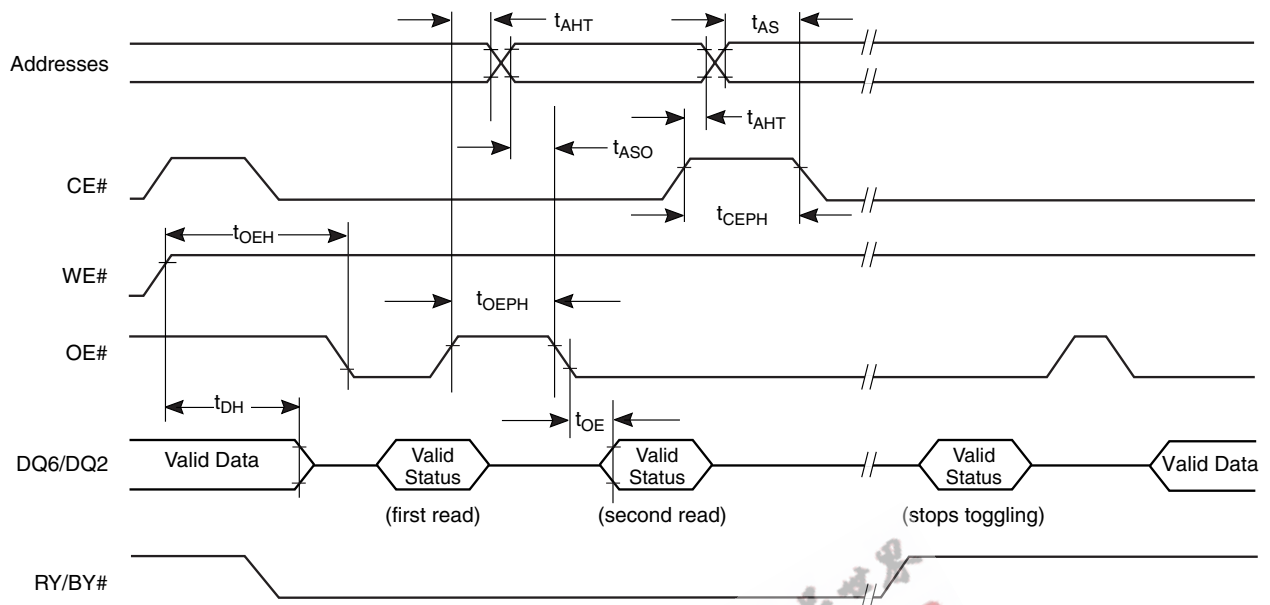 tAHT
tAS
Addresses
tAHT
tASO
CE#
tCEPH
tOEH
WE#
tOEPH
OE#
tDH
tOE
DQ6/DQ2
Valid Data
Valid
Status
Valid
Status
Valid
Status
Valid Data
(first read)
(second read)
(stops toggling)
RY/BY#